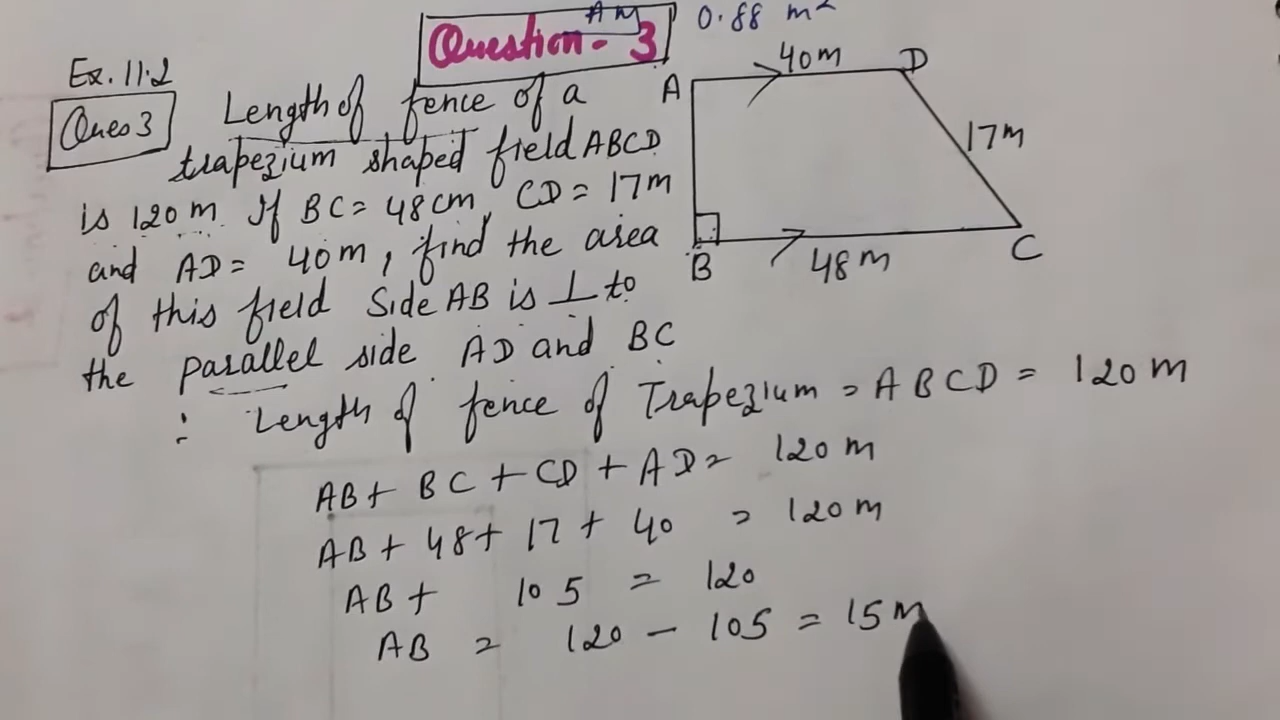 Am
0.88 m²
Question - 3
Ex. 11.2
Ques 3
Length of fence of a
trapezium shaped field ABCD
is 120 m If BC = 48 cm, CD = 17 m
and AD = 40 m, find the area
of this field Side AB is ⊥ to
the parallel side AD and BC
A
40m
D
17m
B
48m
C
∴ Length of fence of Trapezium = ABCD = 120 m
AB + BC + CD + AD = 120 m
AB + 48 + 17 + 40 = 120 m
AB + 105 = 120
AB = 120 - 105 = 15 m